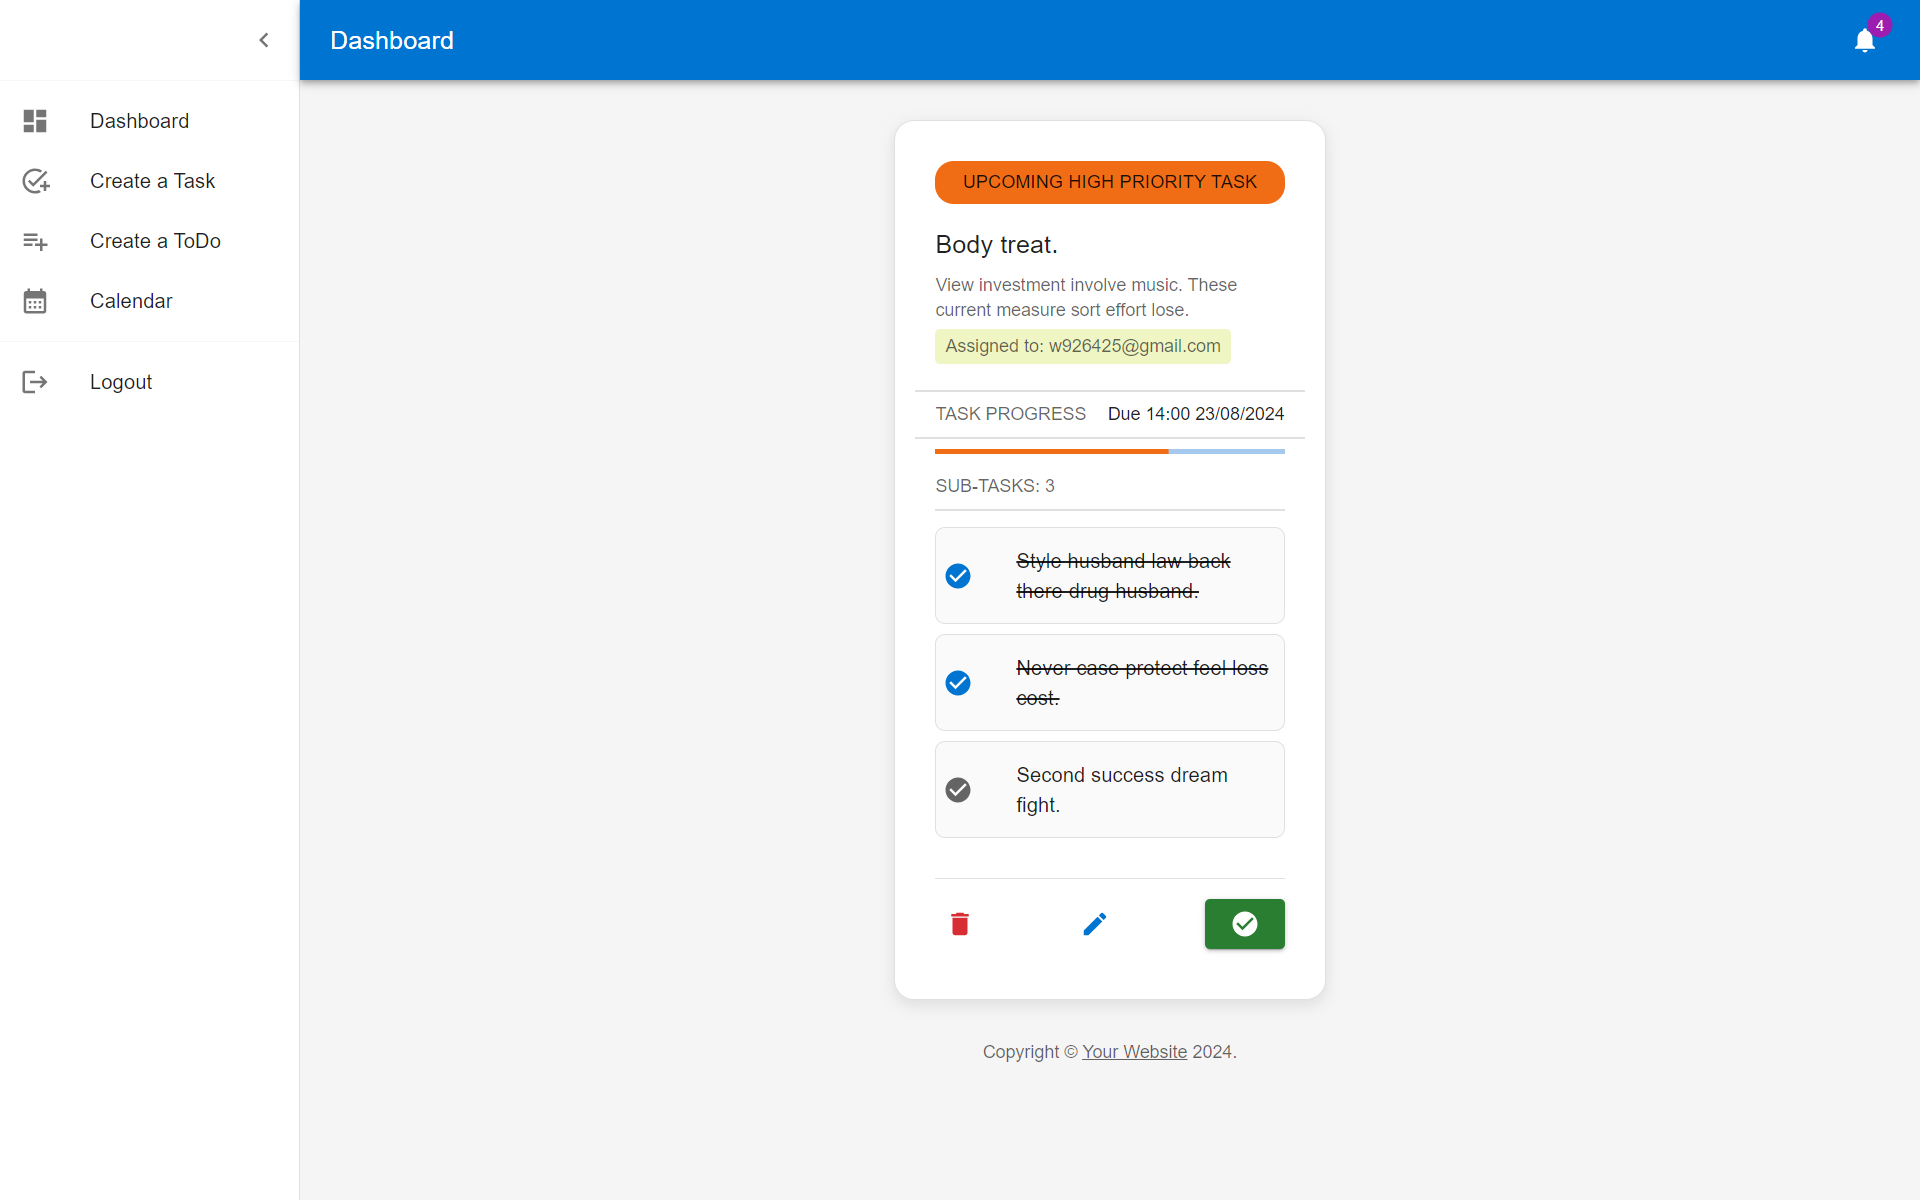 Dashboard
4
Dashboard
Create a Task
Create a ToDo
Calendar
Logout
UPCOMING HIGH PRIORITY TASK
Body treat.
View investment involve music. These
current measure sort effort lose.
Assigned to: w926425@gmail.com
TASK PROGRESS Due 14:00 23/08/2024
SUB-TASKS: 3
Style husband law back
there drug husband.
Never case protect feel loss
cost.
Second success dream
fight.
Copyright © Your Website 2024.